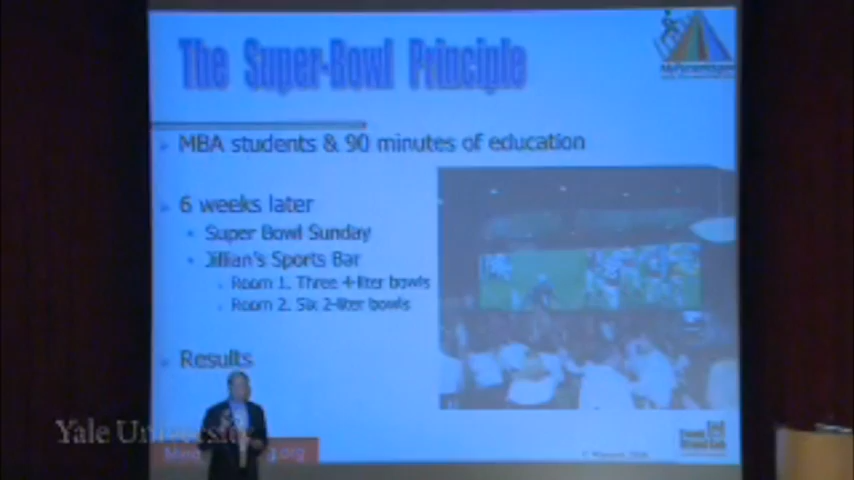 The Super-Bowl Principle
MBA students & 90 minutes of education
6 weeks later
Super Bowl Sunday
Jillian's Sports Bar
Room 1. Three 4-liter bowls
Room 2. Six 2-liter bowls
Results
Yale University